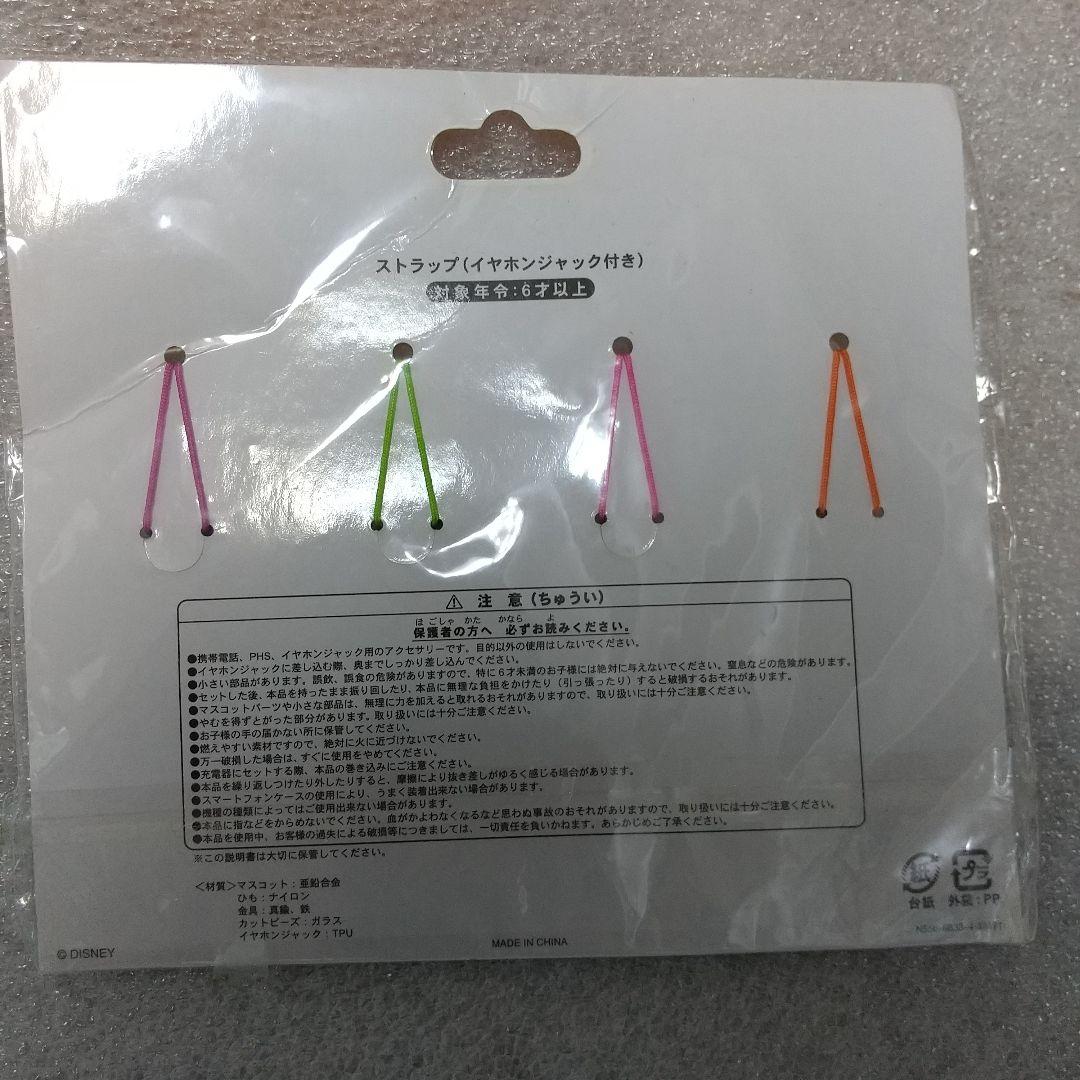 ストラップ(イヤホンジャック付き)
対象年令:6才以上
⚠ 注 意(ちゅうい)
ほごしゃ かた かなら よ
保護者の方へ 必ずお読みください。
●携帯電話、PHS、イヤホンジャック用のアクセサリーです。目的以外の使用はしないでください。
●イヤホンジャックに差し込む際、奥までしっかり差し込んでください。
●小さい部品があります。誤飲、誤食の危険がありますので、特に6才未満のお子様には絶対に与えないでください。窒息などの危険があります。
●セットした後、本品を持ったまま振り回したり、本品に無理な負担をかけたり(引っ張ったり)すると破損するおそれがあります。
●マスコットパーツや小さな部品は、無理に力を加えると取れるおそれがありますので、取り扱いには十分ご注意ください。
●やむを得ずとがった部分があります。取り扱いには十分ご注意ください。
●お子様の手の届かない所に保管してください。
●燃えやすい素材ですので、絶対に火に近づけないでください。
●万一破損した場合は、すぐに使用をやめてください。
●充電器にセットする際、本品の巻き込みにご注意ください。
●本品を繰り返しつけたり外したりすると、摩擦により抜き差しがゆるく感じる場合があります。
●スマートフォンケースの使用により、うまく装着出来ない場合があります。
●機種の種類によってはご使用出来ない場合があります。
●本品に指などをからめないでください。血がかよわなくなるなど思わぬ事故のおそれがありますので、取り扱いには十分ご注意ください。
●本品を使用中、お客様の過失による破損等につきましては、一切責任を負いかねます。あらかじめご了承ください。
※この説明書は大切に保管してください。
<材質>マスコット:亜鉛合金
ひも:ナイロン
金具:真鍮、鉄
カットビーズ:ガラス
イヤホンジャック:TPU
紙 プラ
台紙 外袋:PP
© DISNEY
MADE IN CHINA